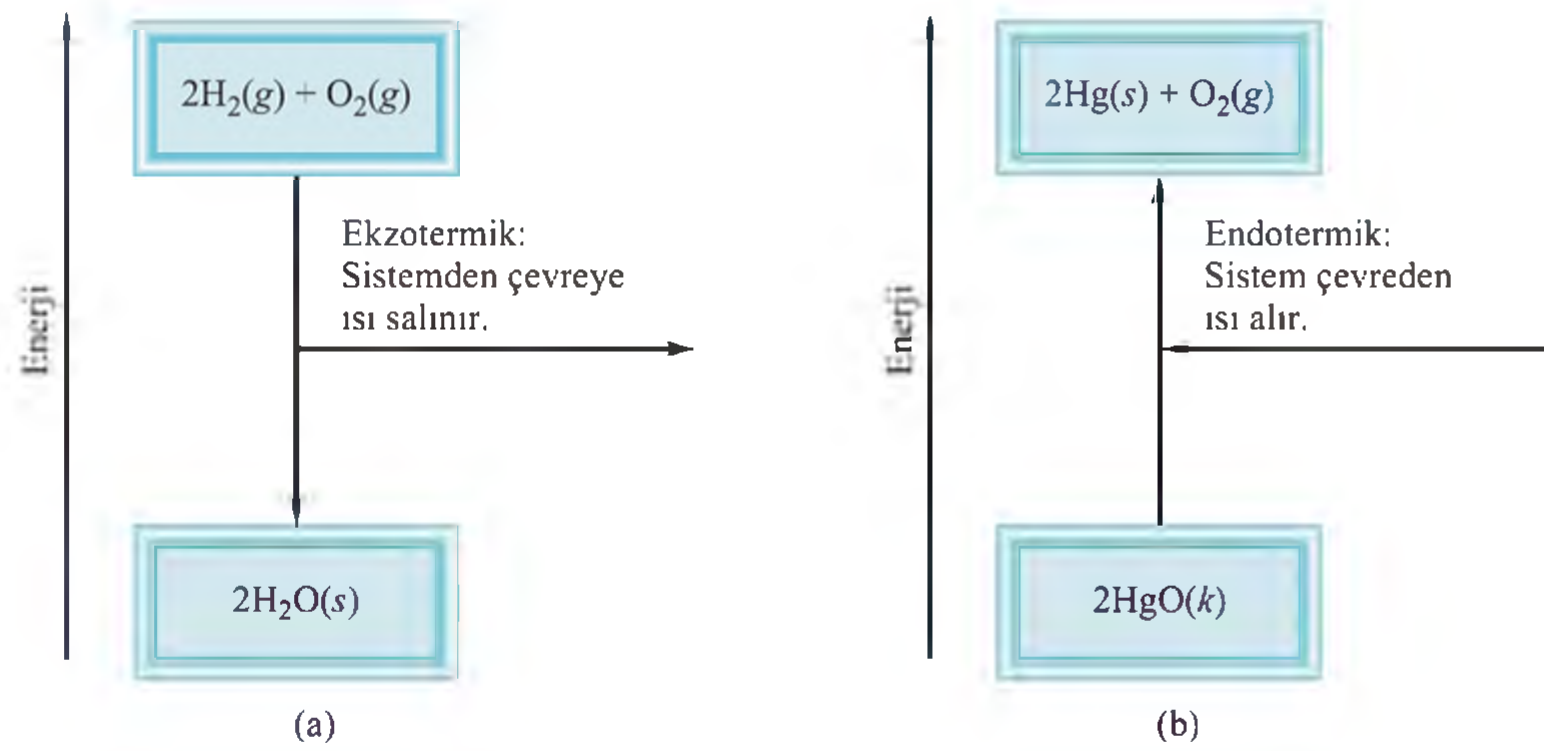 Enerji
2H₂(g) + O₂(g)
Ekzotermik:
Sistemden çevreye
ısı salınır.
2H₂O(s)
(a)
Enerji
2Hg(s) + O₂(g)
Endotermik:
Sistem çevreden
ısı alır.
2HgO(k)
(b)